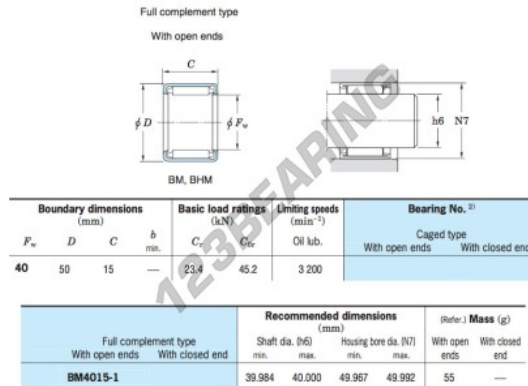 Full complement type
With open ends
C
φ D
φ Fw
h6
N7
BM, BHM
123BEARING
Boundary dimensions (mm)
Basic load ratings (kN)
Limiting speeds (min⁻¹)
Bearing No. 2)
Fw D C b min. Cr C0r Oil lub. Caged type
With open ends With closed end
40 50 15 — 23.4 45.2 3 200
Recommended dimensions (mm)
(Refer.) Mass (g)
Full complement type
Shaft dia. (h6) Housing bore dia. (N7) With open ends With closed end
With open ends With closed end min. max. min. max.
BM4015-1 39.984 40.000 49.967 49.992 55 —